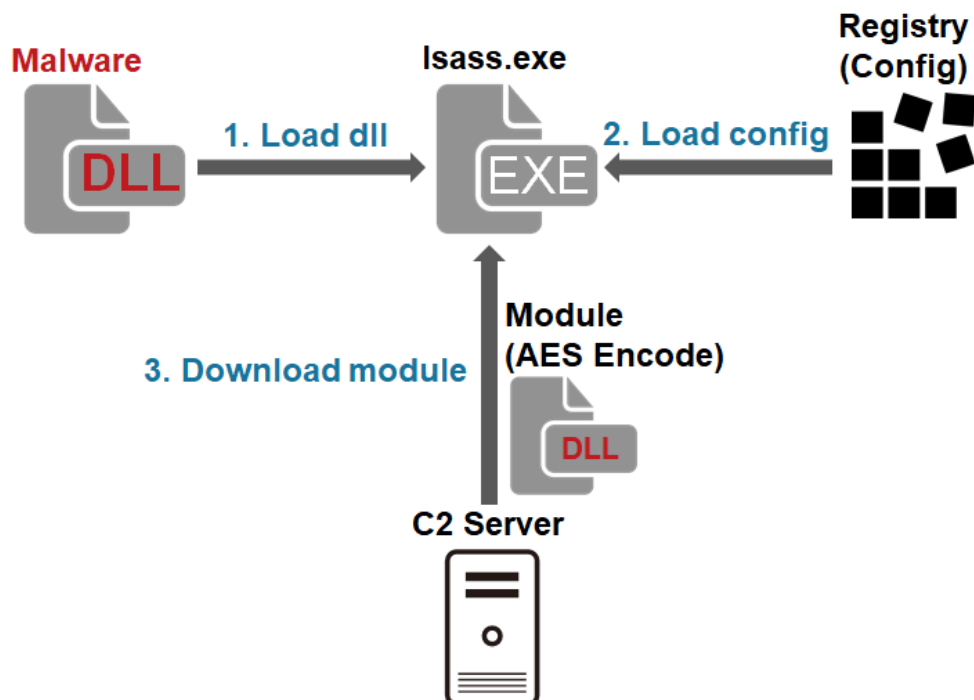 Malware
DLL
1. Load dll
lsass.exe
EXE
2. Load config
Registry
(Config)
3. Download module
Module
(AES Encode)
DLL
C2 Server